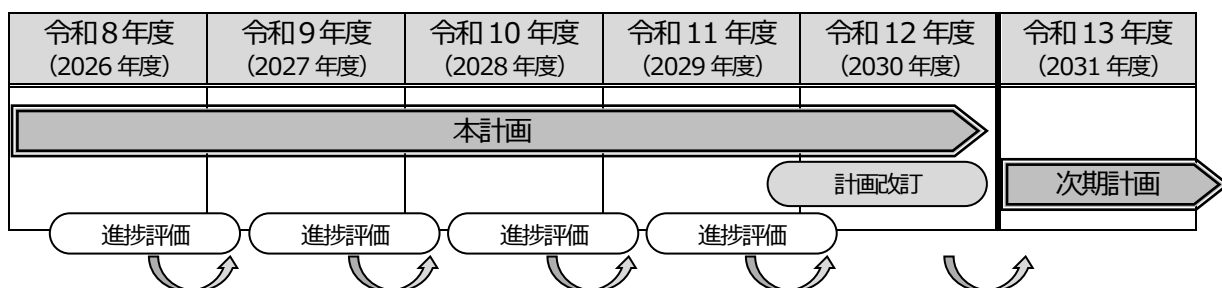 令和8年度 令和9年度 令和10年度 令和11年度 令和12年度 令和13年度
（2026年度） （2027年度） （2028年度） （2029年度） （2030年度） （2031年度）
本計画
計画改訂 次期計画
進捗評価 進捗評価 進捗評価 進捗評価